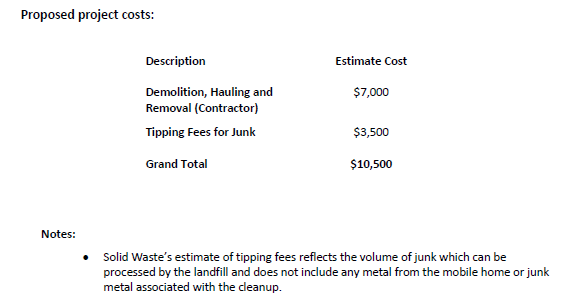 Proposed project costs:
Description Estimate Cost
Demolition, Hauling and $7,000
Removal (Contractor)
Tipping Fees for Junk $3,500
Grand Total $10,500
Notes:
• Solid Waste's estimate of tipping fees reflects the volume of junk which can be
processed by the landfill and does not include any metal from the mobile home or junk
metal associated with the cleanup.